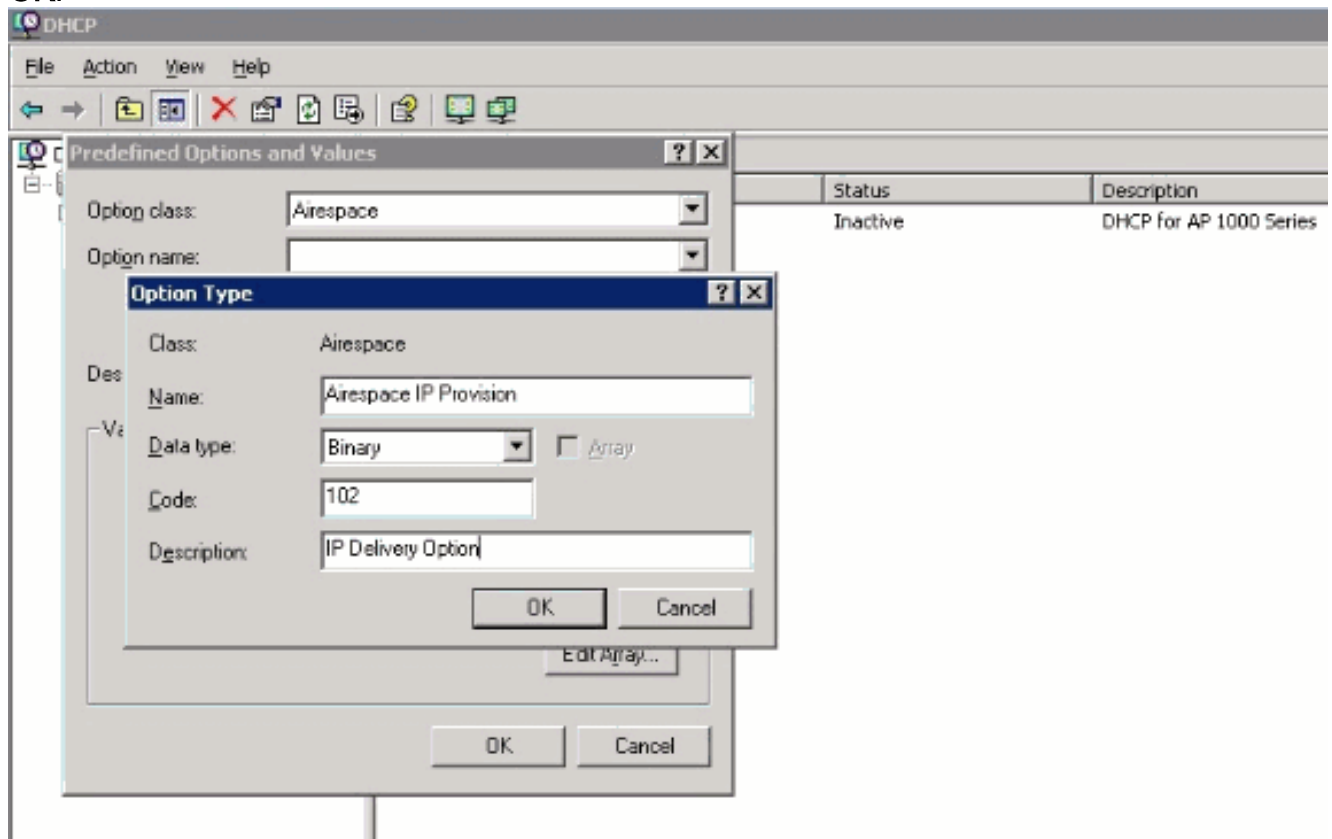 DHCP
File Action View Help
Predefined Options and Values
Status Description
Option class: Airespace
Inactive DHCP for AP 1000 Series
Option name:
Option Type
Class: Airespace
Des
Name: Airespace IP Provision
Va
Data type: Binary Array
Code: 102
Description: IP Delivery Option
OK Cancel
Edit Array...
OK Cancel